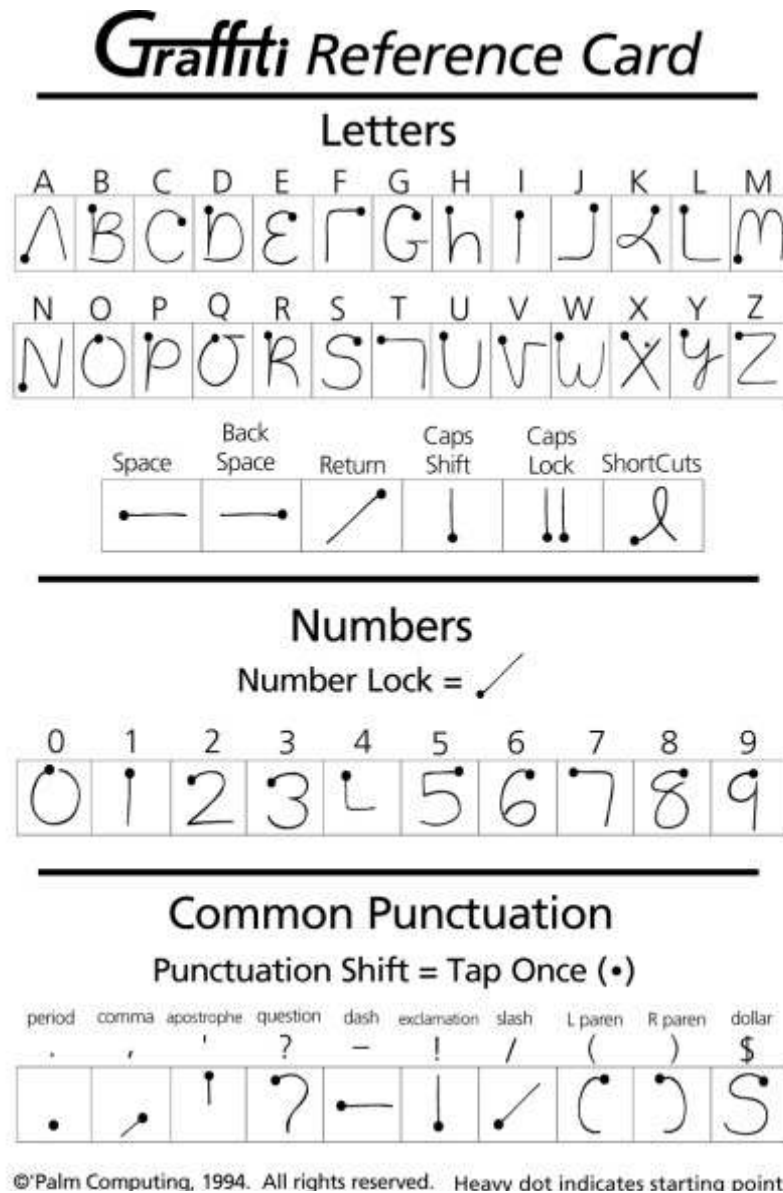 Graffiti Reference Card
Letters
A B C D E F G H I J K L M
N O P Q R S T U V W X Y Z
Space Back Space Return Caps Shift Caps Lock ShortCuts
Numbers
Number Lock =
0 1 2 3 4 5 6 7 8 9
Common Punctuation
Punctuation Shift = Tap Once (•)
period comma apostrophe question dash exclamation slash L paren R paren dollar
. , ' ? – ! / ( ) $
©'Palm Computing, 1994. All rights reserved. Heavy dot indicates starting point